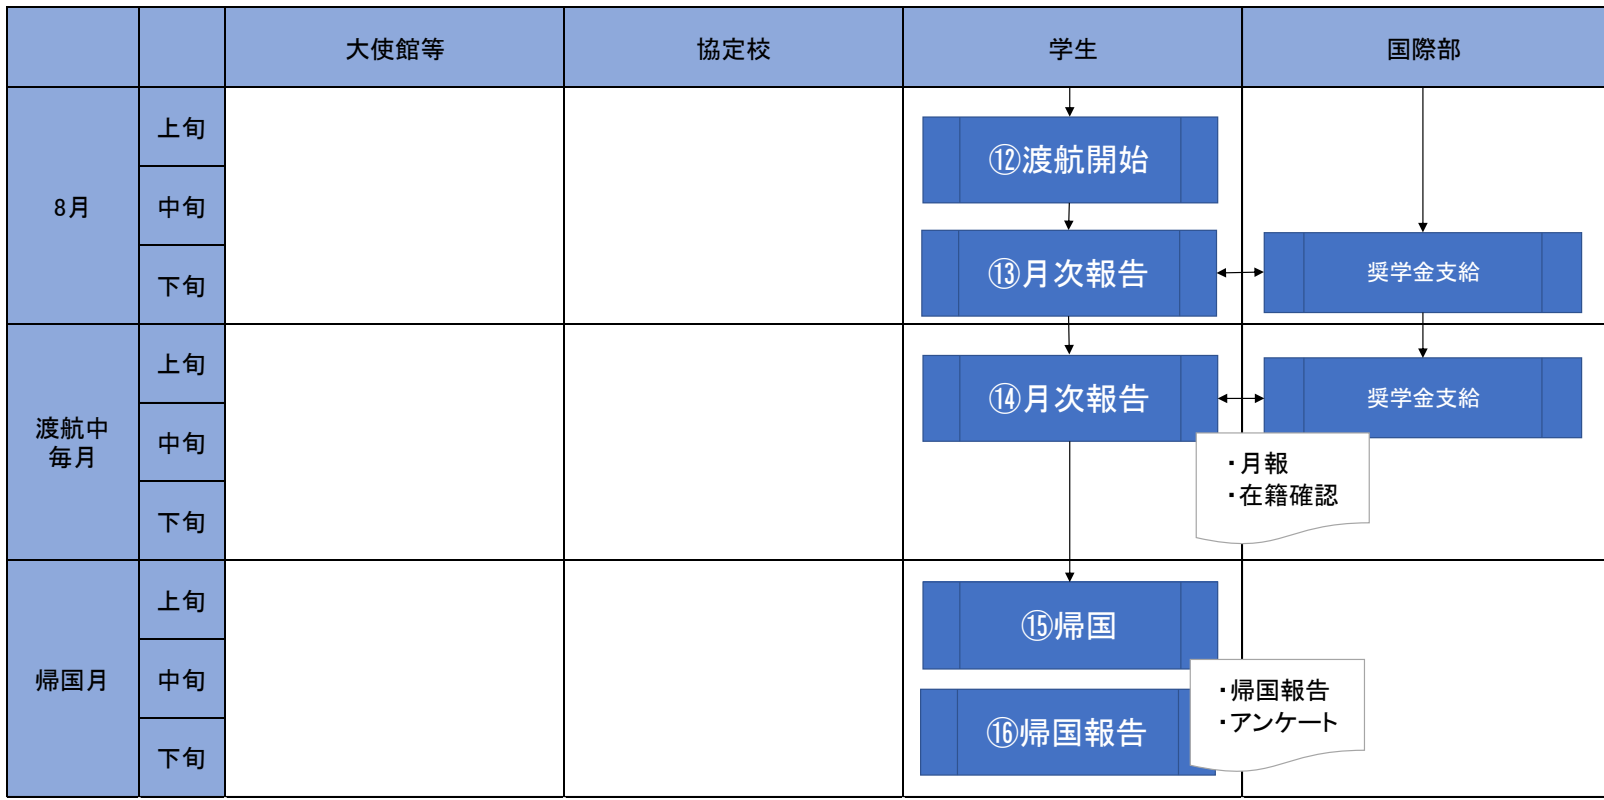 大使館等
協定校
学生
国際部
8月
上旬
中旬
下旬
⑫渡航開始
⑬月次報告
奨学金支給
渡航中
毎月
上旬
中旬
下旬
⑭月次報告
奨学金支給
・月報
・在籍確認
帰国月
上旬
中旬
下旬
⑮帰国
⑯帰国報告
・帰国報告
・アンケート